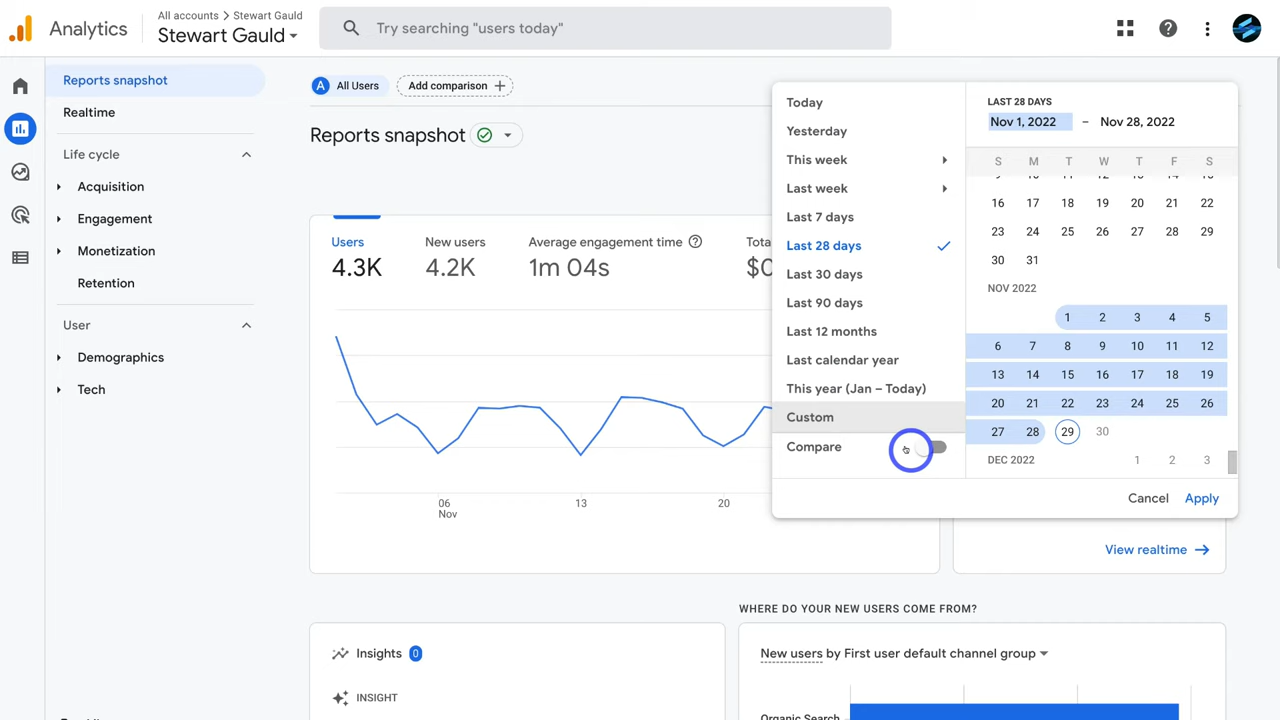 Analytics
All accounts > Stewart Gauld
Stewart Gauld
Try searching "users today"
Reports snapshot
Realtime
Life cycle
Acquisition
Engagement
Monetization
Retention
User
Demographics
Tech
A All Users
Add comparison +
Reports snapshot
Users
4.3K
New users
4.2K
Average engagement time
1m 04s
Tota
$0
06
Nov
13
20
Today
Yesterday
This week
Last week
Last 7 days
Last 28 days
Last 30 days
Last 90 days
Last 12 months
Last calendar year
This year (Jan – Today)
Custom
Compare
LAST 28 DAYS
Nov 1, 2022 – Nov 28, 2022
S M T W T F S
16 17 18 19 20 21 22
23 24 25 26 27 28 29
30 31
NOV 2022
1 2 3 4 5
6 7 8 9 10 11 12
13 14 15 16 17 18 19
20 21 22 23 24 25 26
27 28 29 30
DEC 2022 1 2 3
Cancel Apply
View realtime
Insights 0
INSIGHT
WHERE DO YOUR NEW USERS COME FROM?
New users by First user default channel group
Organic Search